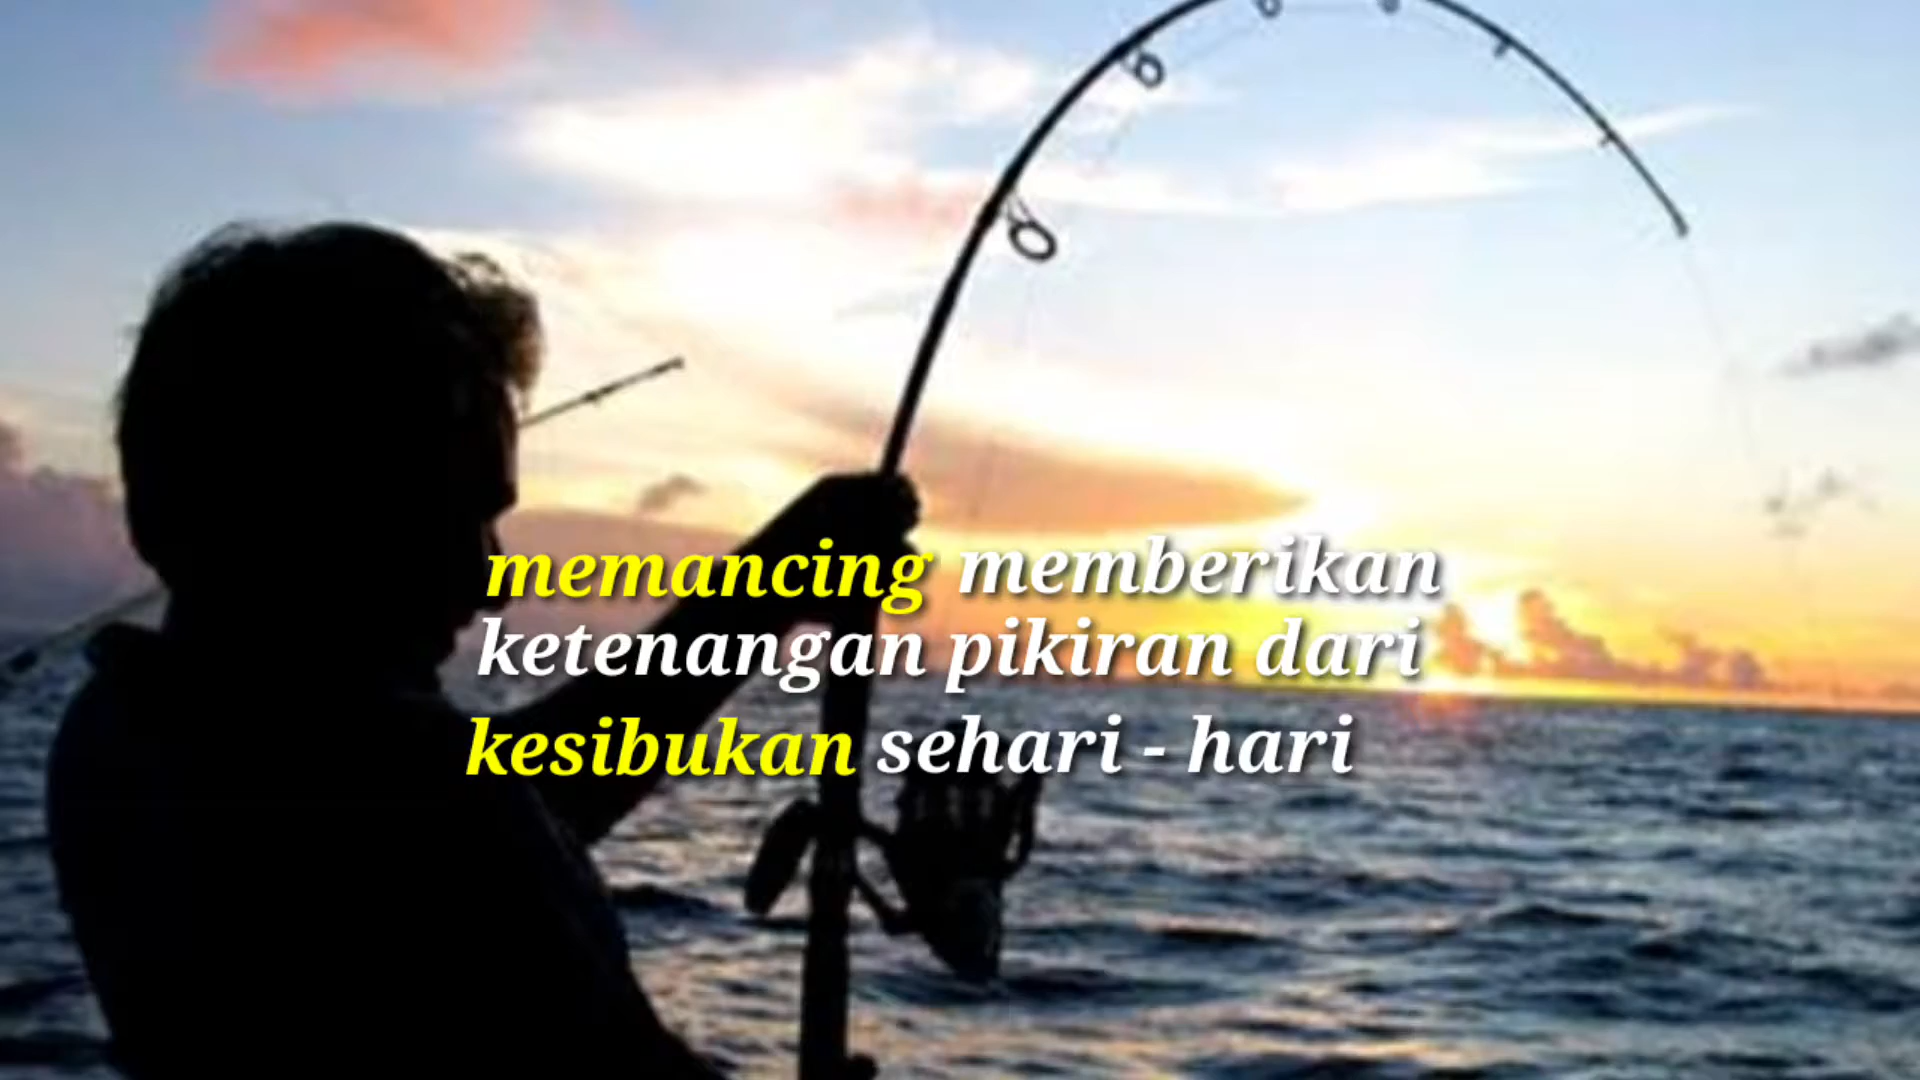 memancing memberikan
ketenangan pikiran dari
kesibukan sehari - hari